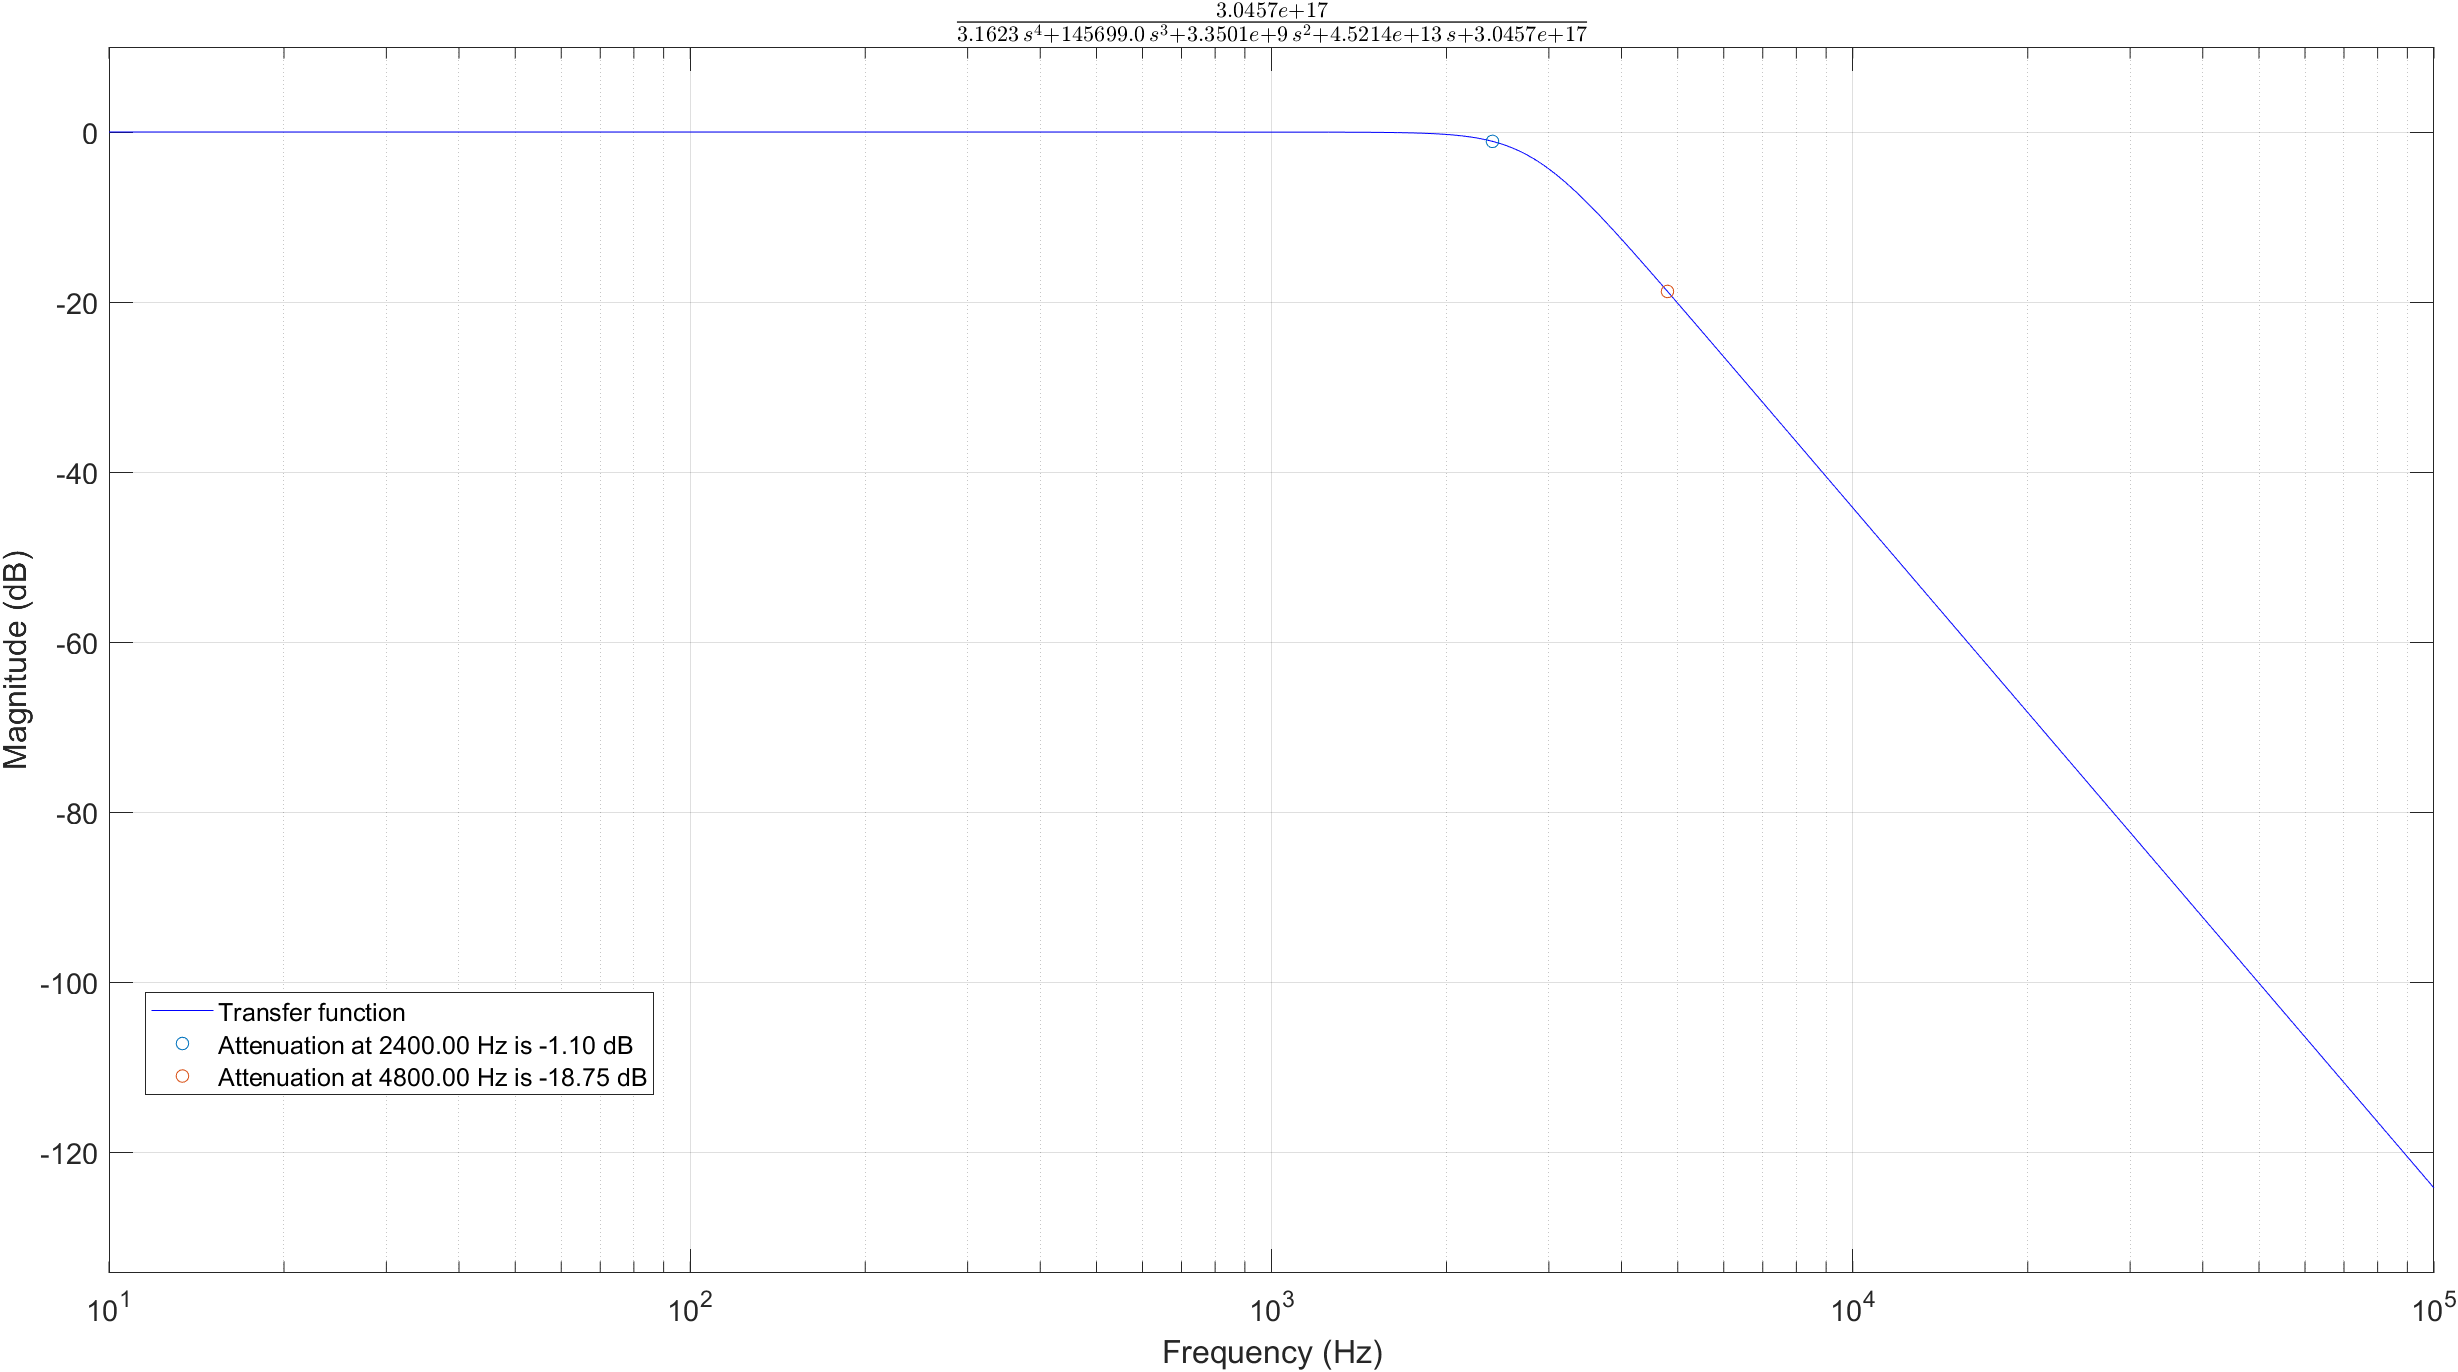 3.0457e+17
3.1623 s⁴+145699.0 s³+3.3501e+9 s²+4.5214e+13 s+3.0457e+17
0
-20
-40
-60
-80
-100
-120
Magnitude (dB)
Transfer function
Attenuation at 2400.00 Hz is -1.10 dB
Attenuation at 4800.00 Hz is -18.75 dB
10¹ 10² 10³ 10⁴ 10⁵
Frequency (Hz)